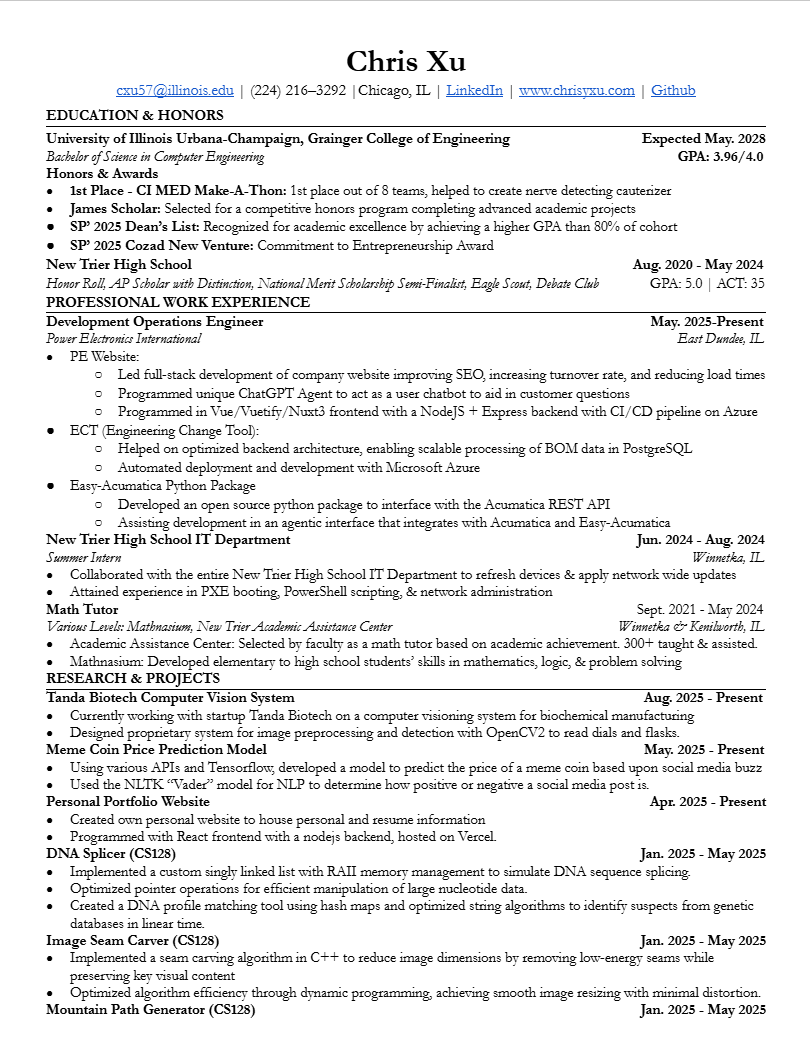 Chris Xu
cxu57@illinois.edu | (224) 216–3292 |Chicago, IL | LinkedIn | www.chrisyxu.com | Github
EDUCATION & HONORS
University of Illinois Urbana-Champaign, Grainger College of Engineering Expected May. 2028
Bachelor of Science in Computer Engineering GPA: 3.96/4.0
Honors & Awards
● 1st Place - CI MED Make-A-Thon: 1st place out of 8 teams, helped to create nerve detecting cauterizer
● James Scholar: Selected for a competitive honors program completing advanced academic projects
● SP’ 2025 Dean’s List: Recognized for academic excellence by achieving a higher GPA than 80% of cohort
● SP’ 2025 Cozad New Venture: Commitment to Entrepreneurship Award
New Trier High School Aug. 2020 - May 2024
Honor Roll, AP Scholar with Distinction, National Merit Scholarship Semi-Finalist, Eagle Scout, Debate Club GPA: 5.0 | ACT: 35
PROFESSIONAL WORK EXPERIENCE
Development Operations Engineer May. 2025-Present
Power Electronics International East Dundee, IL
● PE Website:
○ Led full-stack development of company website improving SEO, increasing turnover rate, and reducing load times
○ Programmed unique ChatGPT Agent to act as a user chatbot to aid in customer questions
○ Programmed in Vue/Vuetify/Nuxt3 frontend with a NodeJS + Express backend with CI/CD pipeline on Azure
● ECT (Engineering Change Tool):
○ Helped on optimized backend architecture, enabling scalable processing of BOM data in PostgreSQL
○ Automated deployment and development with Microsoft Azure
● Easy-Acumatica Python Package
○ Developed an open source python package to interface with the Acumatica REST API
○ Assisting development in an agentic interface that integrates with Acumatica and Easy-Acumatica
New Trier High School IT Department Jun. 2024 - Aug. 2024
Summer Intern Winnetka, IL
● Collaborated with the entire New Trier High School IT Department to refresh devices & apply network wide updates
● Attained experience in PXE booting, PowerShell scripting, & network administration
Math Tutor Sept. 2021 - May 2024
Various Levels: Mathnasium, New Trier Academic Assistance Center Winnetka & Kenilworth, IL
● Academic Assistance Center: Selected by faculty as a math tutor based on academic achievement. 300+ taught & assisted.
● Mathnasium: Developed elementary to high school students’ skills in mathematics, logic, & problem solving
RESEARCH & PROJECTS
Tanda Biotech Computer Vision System Aug. 2025 - Present
● Currently working with startup Tanda Biotech on a computer visioning system for biochemical manufacturing
● Designed proprietary system for image preprocessing and detection with OpenCV2 to read dials and flasks.
Meme Coin Price Prediction Model May. 2025 - Present
● Using various APIs and Tensorflow, developed a model to predict the price of a meme coin based upon social media buzz
● Used the NLTK “Vader” model for NLP to determine how positive or negative a social media post is.
Personal Portfolio Website Apr. 2025 - Present
● Created own personal website to house personal and resume information
● Programmed with React frontend with a nodejs backend, hosted on Vercel.
DNA Splicer (CS128) Jan. 2025 - May 2025
● Implemented a custom singly linked list with RAII memory management to simulate DNA sequence splicing.
● Optimized pointer operations for efficient manipulation of large nucleotide data.
● Created a DNA profile matching tool using hash maps and optimized string algorithms to identify suspects from genetic
databases in linear time.
Image Seam Carver (CS128) Jan. 2025 - May 2025
● Implemented a seam carving algorithm in C++ to reduce image dimensions by removing low-energy seams while
preserving key visual content
● Optimized algorithm efficiency through dynamic programming, achieving smooth image resizing with minimal distortion.
Mountain Path Generator (CS128) Jan. 2025 - May 2025